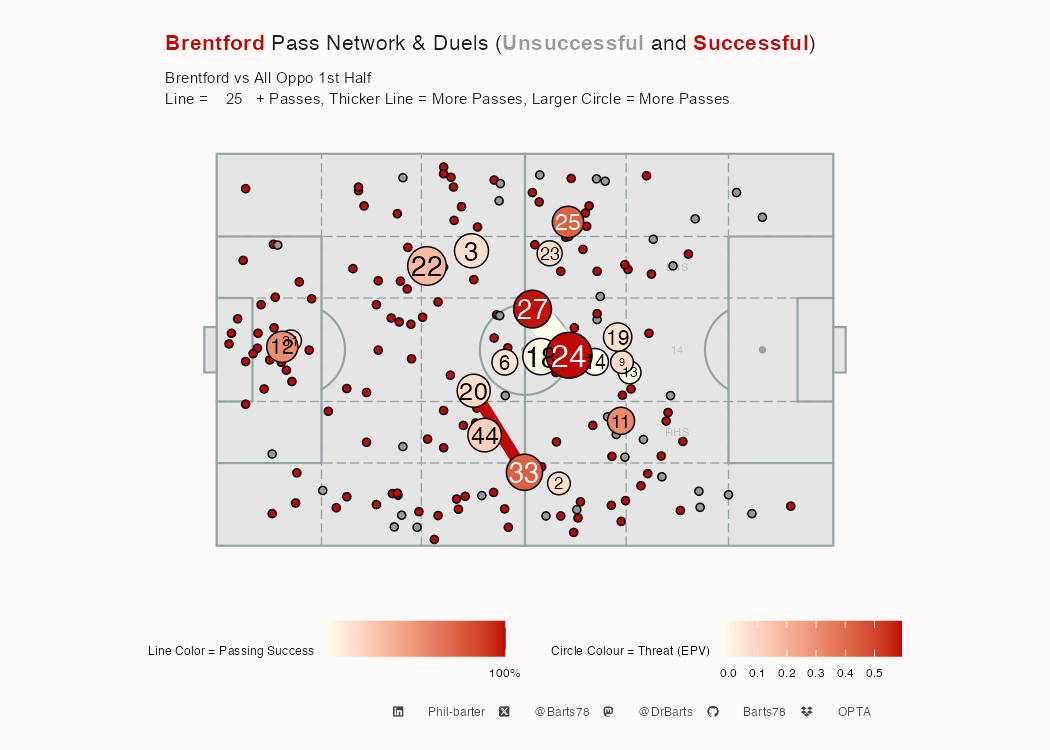 Brentford Pass Network & Duels (Unsuccessful and Successful)
Brentford vs All Oppo 1st Half
Line = 25 + Passes, Thicker Line = More Passes, Larger Circle = More Passes
25
3
23
22
27
19
14
12
6
24
14
9
13
20
11
RHS
44
33
2
Line Color = Passing Success
100%
Circle Colour = Threat (EPV)
0.0 0.1 0.2 0.3 0.4 0.5
Phil-barter @Barts78 @DrBarts Barts78 OPTA